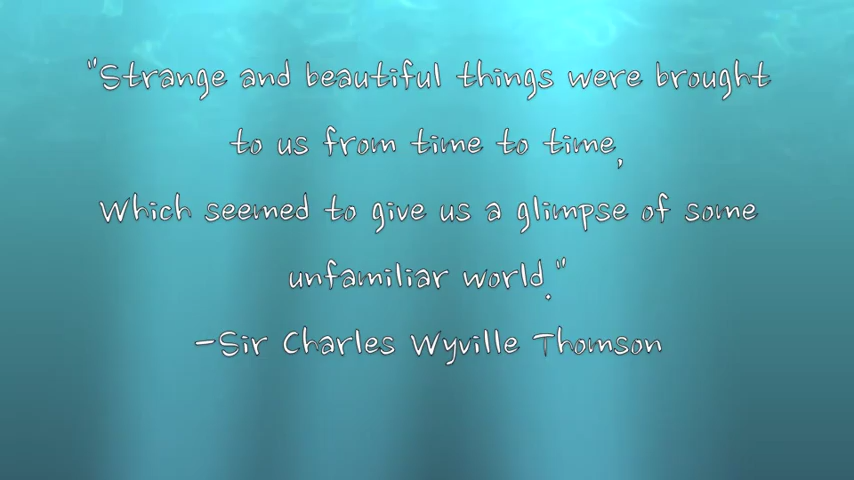 "Strange and beautiful things were brought
to us from time to time,
Which seemed to give us a glimpse of some
unfamiliar world."
-Sir Charles Wyville Thomson